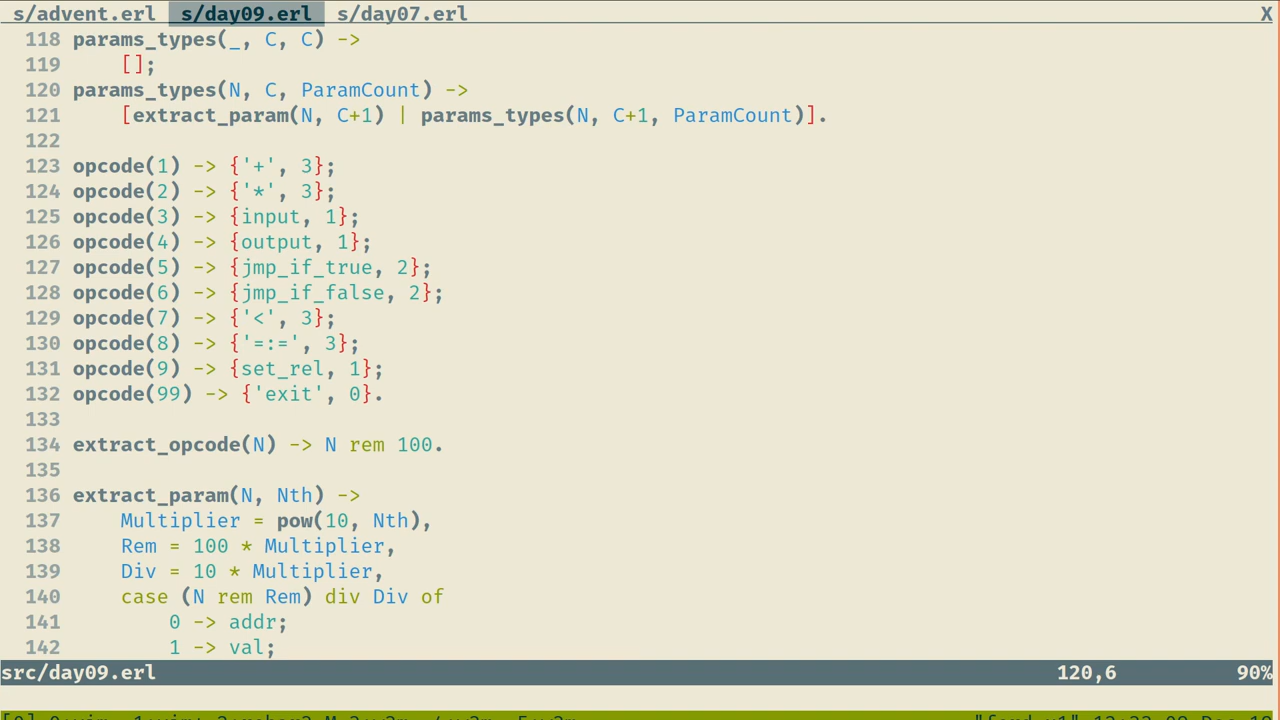 s/advent.erl s/day09.erl s/day07.erl X
118 params_types(_, C, C) ->
119     [];
120 params_types(N, C, ParamCount) ->
121     [extract_param(N, C+1) | params_types(N, C+1, ParamCount)].
122
123 opcode(1) -> {'+', 3};
124 opcode(2) -> {'*', 3};
125 opcode(3) -> {input, 1};
126 opcode(4) -> {output, 1};
127 opcode(5) -> {jmp_if_true, 2};
128 opcode(6) -> {jmp_if_false, 2};
129 opcode(7) -> {'<', 3};
130 opcode(8) -> {'=:=', 3};
131 opcode(9) -> {set_rel, 1};
132 opcode(99) -> {'exit', 0}.
133
134 extract_opcode(N) -> N rem 100.
135
136 extract_param(N, Nth) ->
137     Multiplier = pow(10, Nth),
138     Rem = 100 * Multiplier,
139     Div = 10 * Multiplier,
140     case (N rem Rem) div Div of
141         0 -> addr;
142         1 -> val;
src/day09.erl 120,6 90%